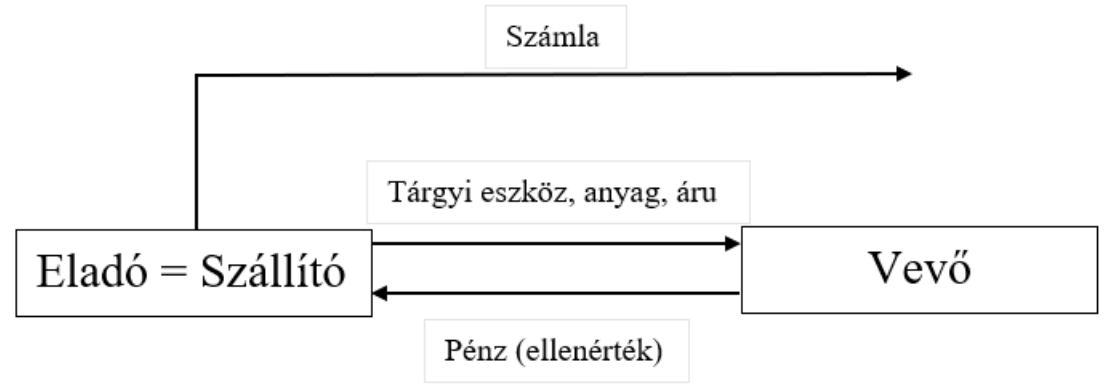 Számla
Tárgyi eszköz, anyag, áru
Eladó = Szállító
Vevő
Pénz (ellenérték)